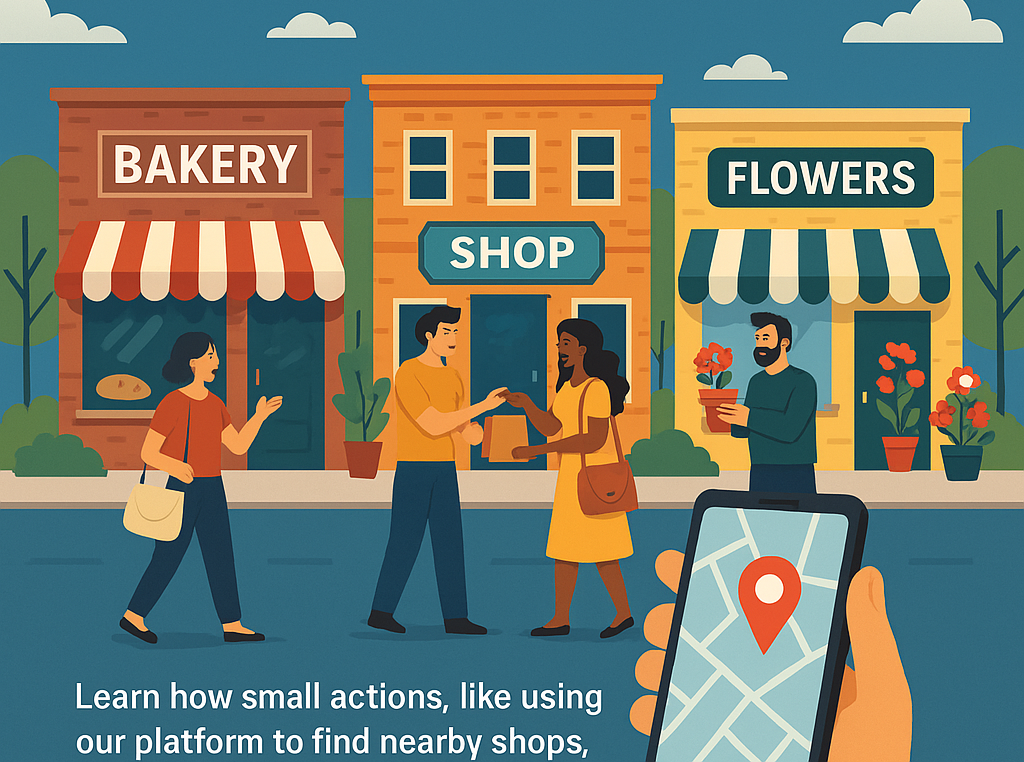 BAKERY
SHOP
FLOWERS
Learn how small actions, like using
our platform to find nearby shops,